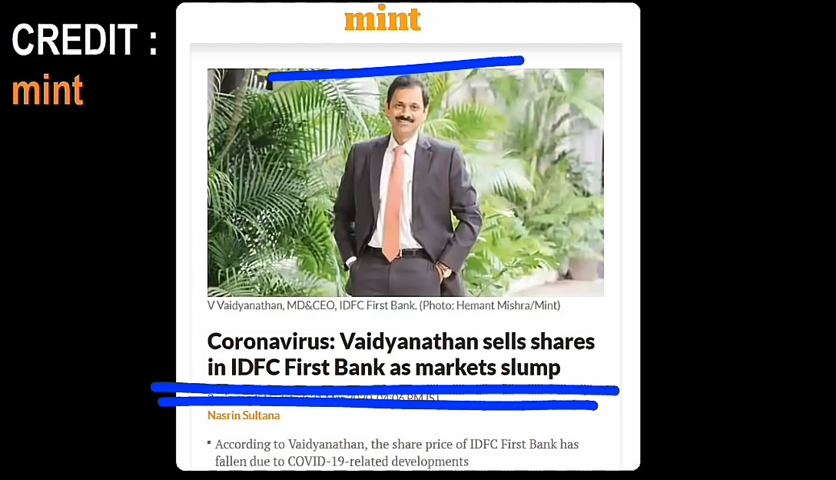 CREDIT :
mint
mint
V Vaidyanathan, MD&CEO, IDFC First Bank. (Photo: Hemant Mishra/Mint)
Coronavirus: Vaidyanathan sells shares
in IDFC First Bank as markets slump
Nasrin Sultana
▪ According to Vaidyanathan, the share price of IDFC First Bank has
fallen due to COVID-19-related developments